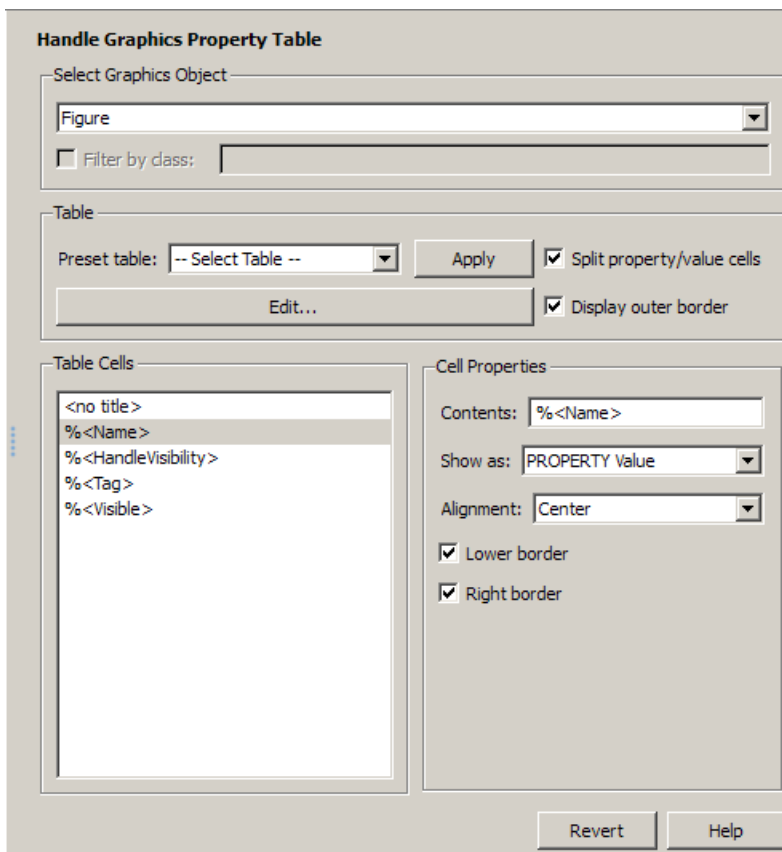 Handle Graphics Property Table
Select Graphics Object
Figure
Filter by class:
Table
Preset table: -- Select Table -- Apply Split property/value cells
Edit... Display outer border
Table Cells
<no title>
%<Name>
%<HandleVisibility>
%<Tag>
%<Visible>
Cell Properties
Contents: %<Name>
Show as: PROPERTY Value
Alignment: Center
Lower border
Right border
Revert Help